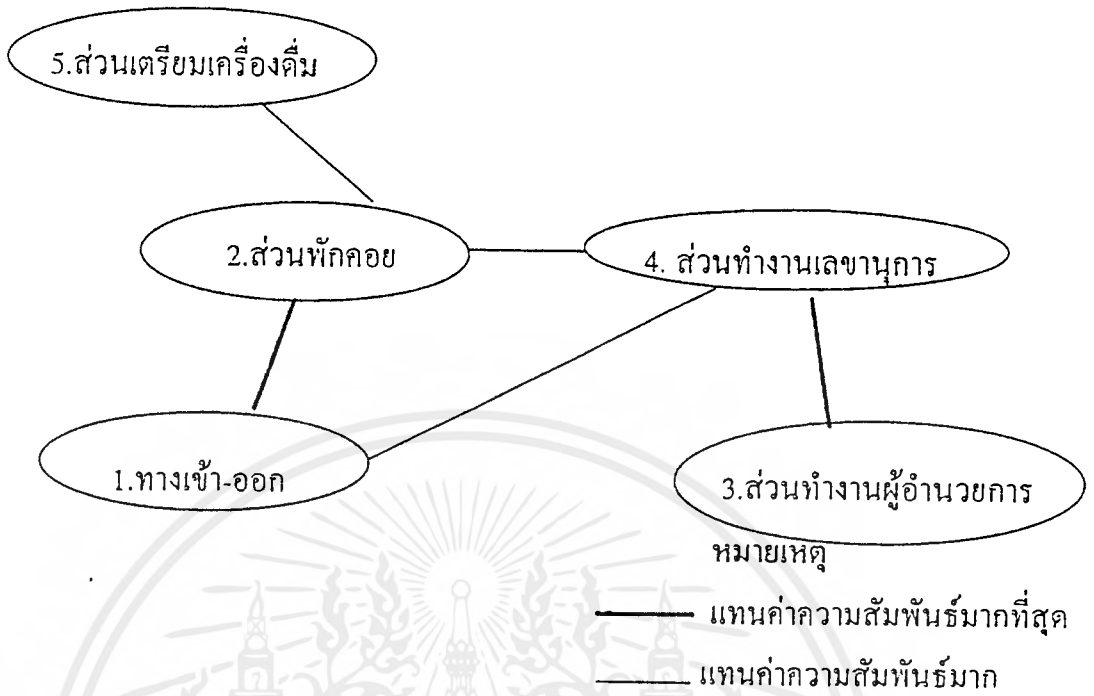 5.ส่วนเตรียมเครื่องดื่ม
2.ส่วนพักคอย
4. ส่วนทำงานเลขานุการ
1.ทางเข้า-ออก
3.ส่วนทำงานผู้อำนวยการ
หมายเหตุ
แทนค่าความสัมพันธ์มากที่สุด
แทนค่าความสัมพันธ์มาก